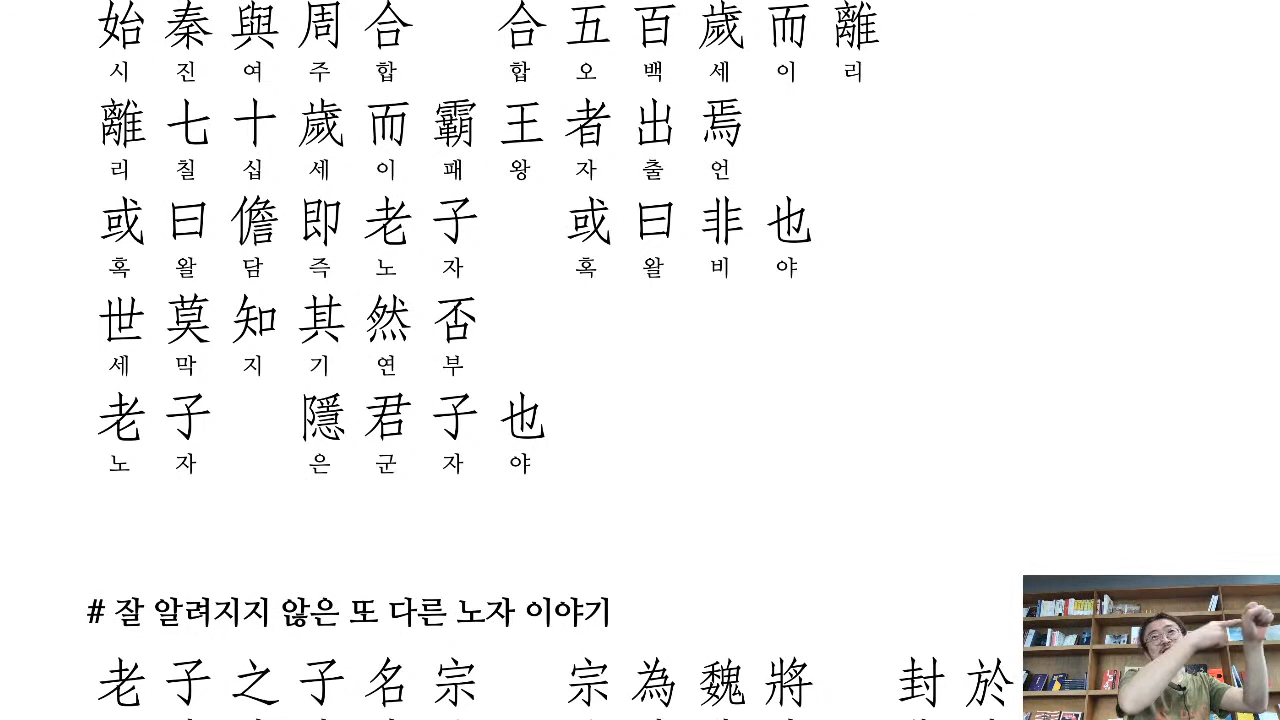 始秦與周合 合五百歲而離
시진여주합 합오백세이리
離七十歲而霸王者出焉
리칠십세이패왕자출언
或曰儋即老子 或曰非也
혹왈담즉노자 혹왈비야
世莫知其然否
세막지기연부
老子 隱君子也
노자 은군자야
# 잘 알려지지 않은 또 다른 노자 이야기
老子之子名宗 宗為魏將 封於